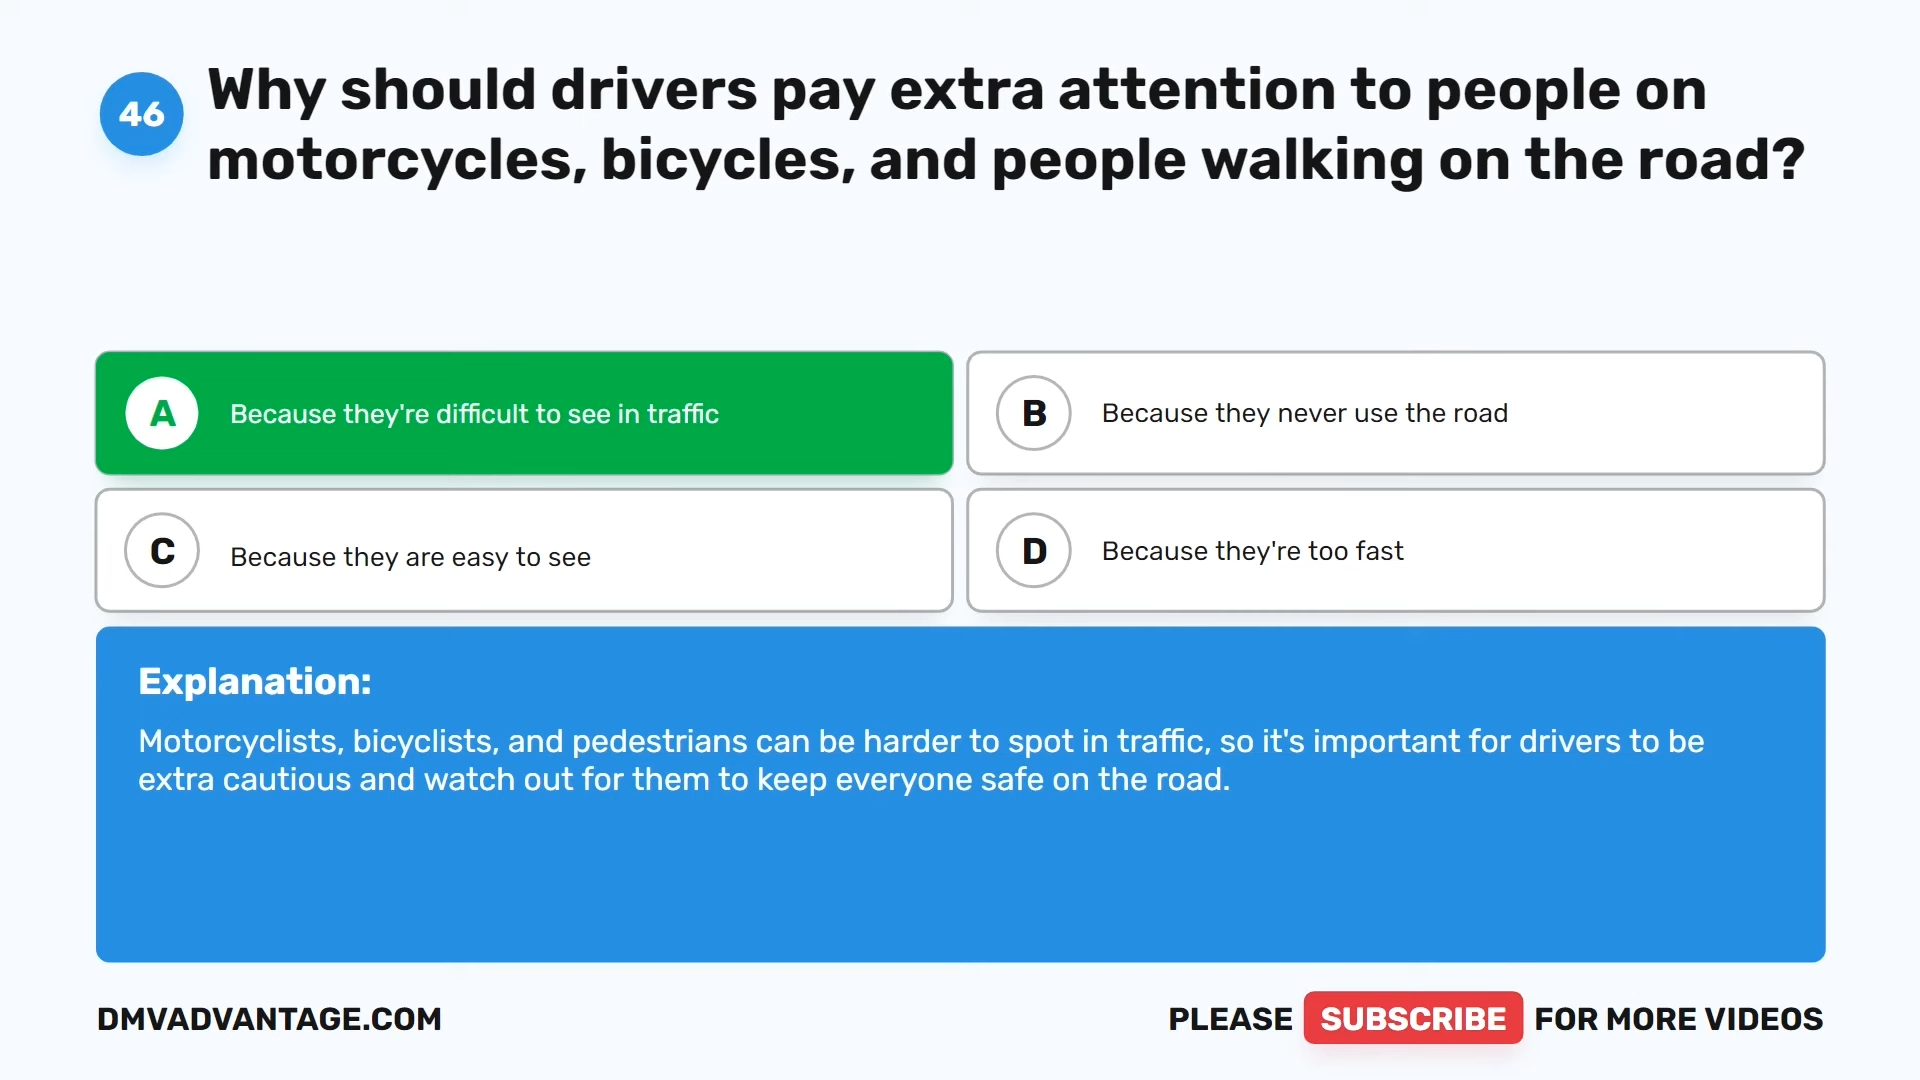 46
Why should drivers pay extra attention to people on
motorcycles, bicycles, and people walking on the road?
A Because they're difficult to see in traffic
B Because they never use the road
C Because they are easy to see
D Because they're too fast
Explanation:
Motorcyclists, bicyclists, and pedestrians can be harder to spot in traffic, so it's important for drivers to be
extra cautious and watch out for them to keep everyone safe on the road.
DMVADVANTAGE.COM
PLEASE SUBSCRIBE FOR MORE VIDEOS